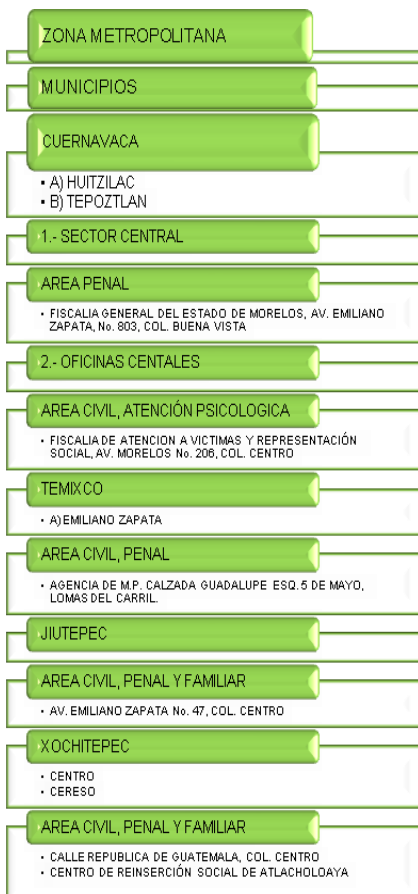 ZONA METROPOLITANA
MUNICIPIOS
CUERNAVACA
• A) HUITZILAC
• B) TEPOZTLAN
1.- SECTOR CENTRAL
AREA PENAL
• FISCALIA GENERAL DEL ESTADO DE MORELOS, AV. EMILIANO
ZAPATA, No. 803, COL. BUENA VISTA
2.- OFICINAS CENTALES
AREA CIVIL, ATENCIÓN PSICOLOGICA
• FISCALIA DE ATENCION A VICTIMAS Y REPRESENTACIÓN
SOCIAL, AV. MORELOS No. 206, COL. CENTRO
TEMIXCO
• A) EMILIANO ZAPATA
AREA CIVIL, PENAL
• AGENCIA DE M.P. CALZADA GUADALUPE ESQ. 5 DE MAYO,
LOMAS DEL CARRIL.
JIUTEPEC
AREA CIVIL, PENAL Y FAMILIAR
• AV. EMILIANO ZAPATA No. 47, COL. CENTRO
XOCHITEPEC
• CENTRO
• CERESO
AREA CIVIL, PENAL Y FAMILIAR
• CALLE REPUBLICA DE GUATEMALA, COL. CENTRO
• CENTRO DE REINSERCIÓN SOCIAL DE ATLACHOLOAYA